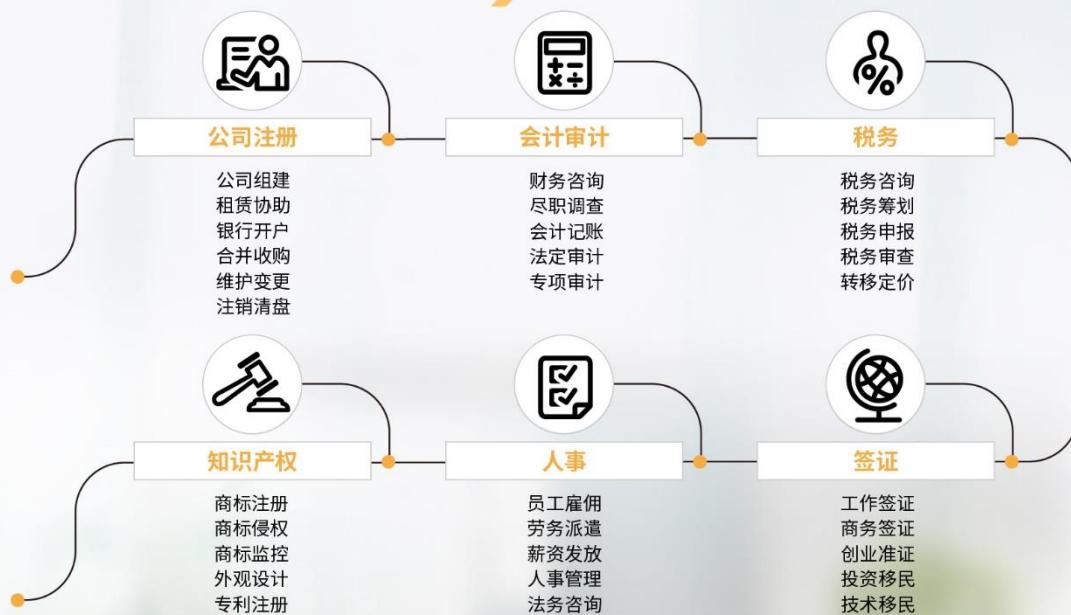 公司注册
公司组建
租赁协助
银行开户
合并收购
维护变更
注销清盘
会计审计
财务咨询
尽职调查
会计记账
法定审计
专项审计
税务
税务咨询
税务筹划
税务申报
税务审查
转移定价
知识产权
商标注册
商标侵权
商标监控
外观设计
专利注册
人事
员工雇佣
劳务派遣
薪资发放
人事管理
法务咨询
签证
工作签证
商务签证
创业准证
投资移民
技术移民